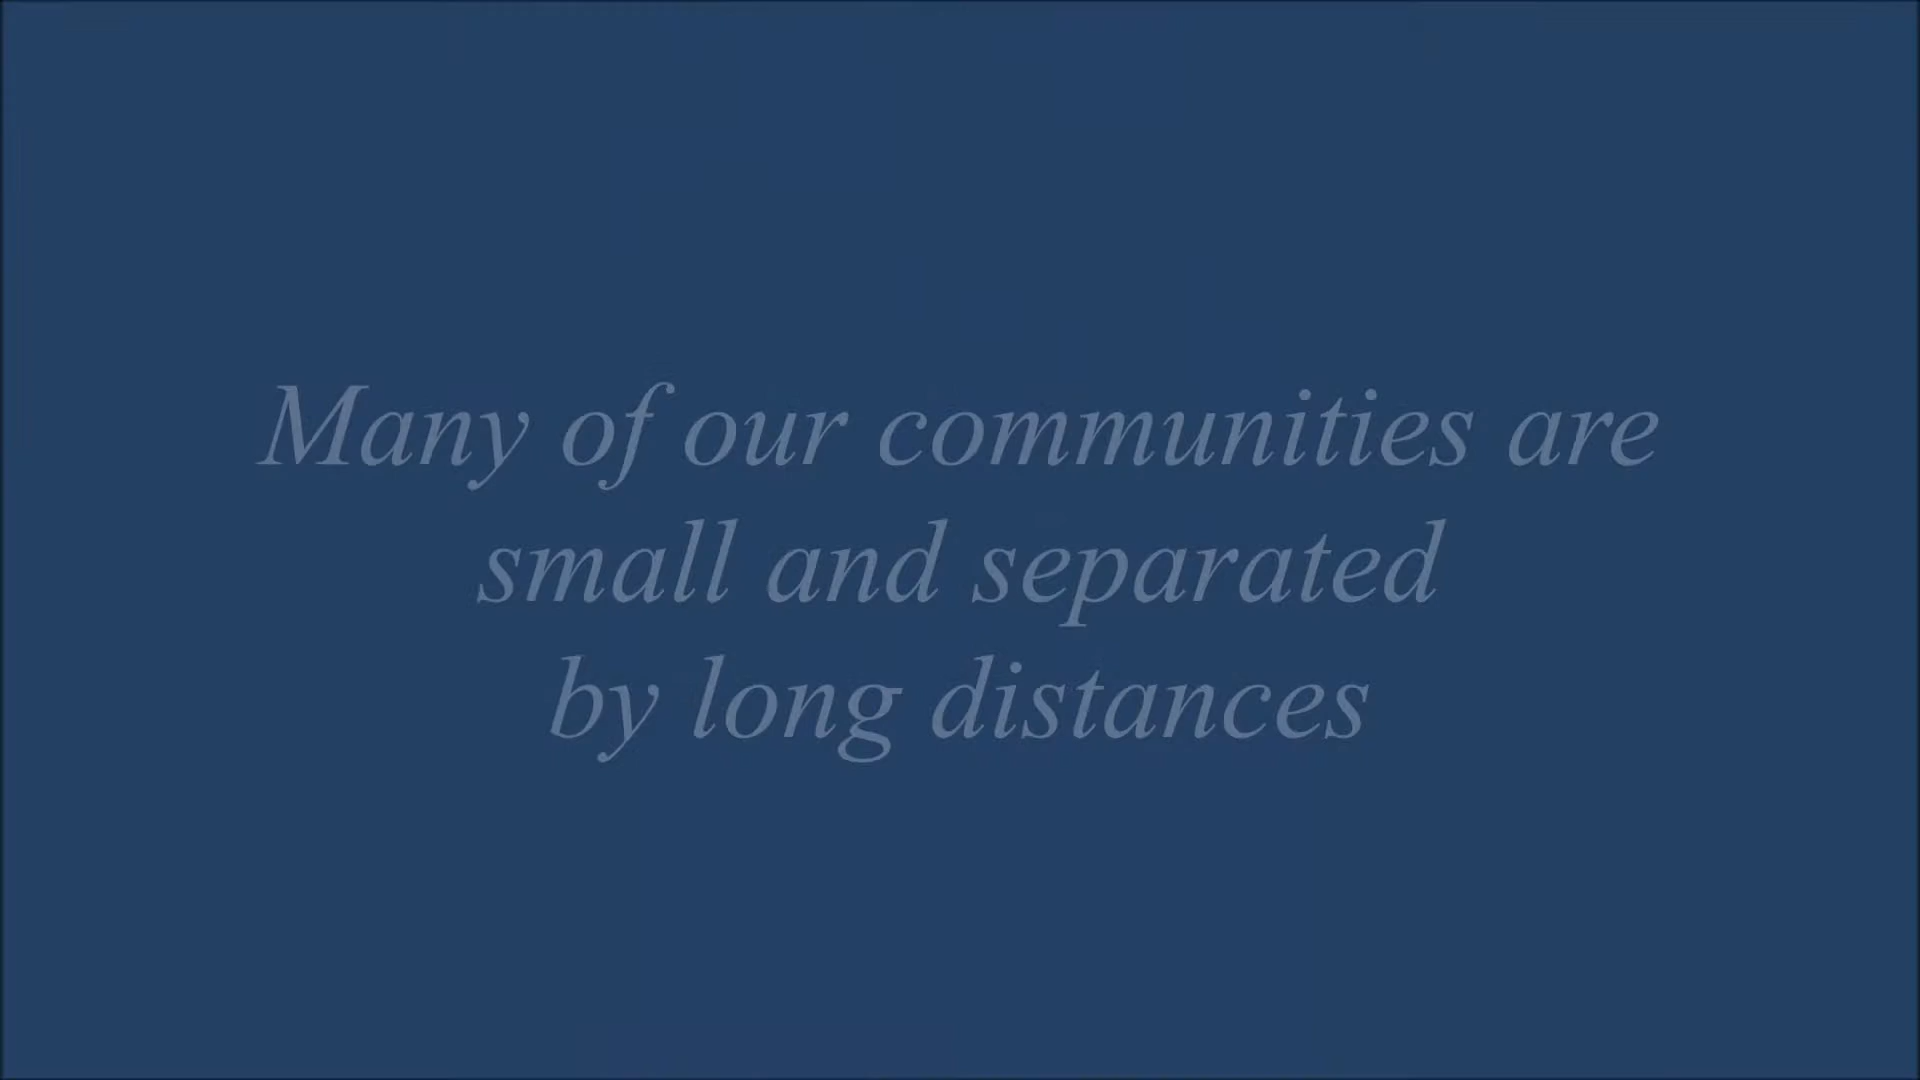 Many of our communities are
small and separated
by long distances